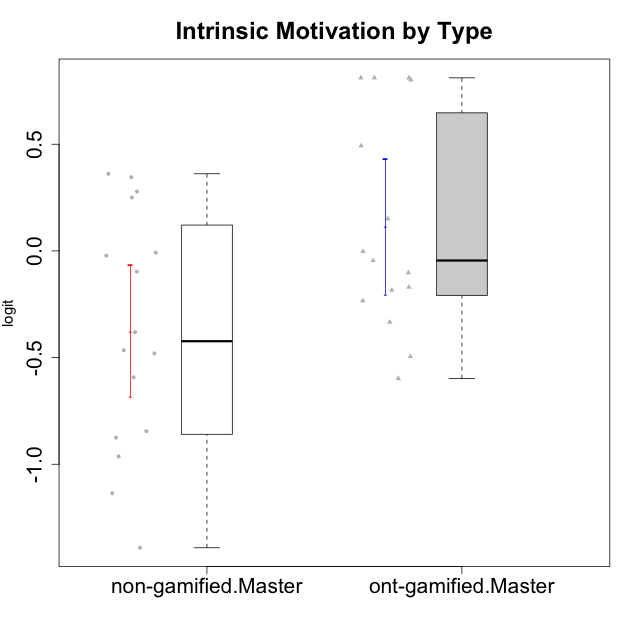 Intrinsic Motivation by Type
0.5
0.0
-0.5
-1.0
logit
non-gamified.Master
ont-gamified.Master